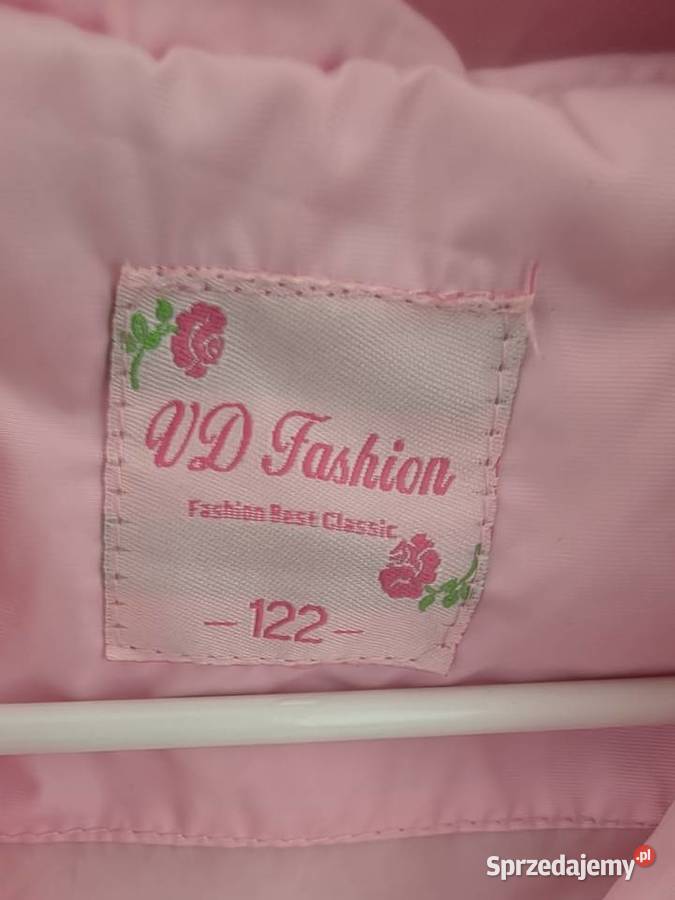 VD Fashion
Fashion Best Classic
- 122 -
Sprzedajemy.pl